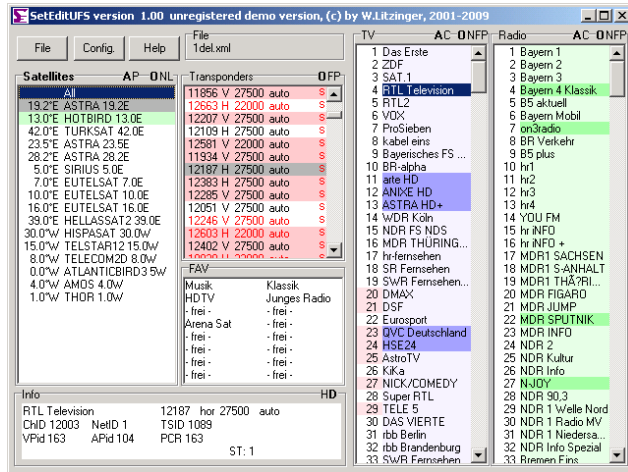 SetEditUFS version 1.00 unregistered demo version, (c) by W.Litzinger, 2001-2009
File
Config.
Help
File
1del.xml
Satellites AP ONL
All
19.2°E ASTRA 19.2E
13.0°E HOTBIRD 13.0E
42.0°E TURKSAT 42.0E
23.5°E ASTRA 23.5E
28.2°E ASTRA 28.2E
5.0°E SIRIUS 5.0E
7.0°E EUTELSAT 7.0E
10.0°E EUTELSAT 10.0E
16.0°E EUTELSAT 16.0E
39.0°E HELLASSAT2 39.0E
30.0°W HISPASAT 30.0W
15.0°W TELSTAR12 15.0W
8.0°W TELECOM2D 8.0W
0.0°W ATLANTICBIRD3 5W
4.0°W AMOS 4.0W
1.0°W THOR 1.0W
Transponders OFP
11856 V 27500 auto S
12663 H 22000 auto S
12207 V 27500 auto S
12109 H 27500 auto S
12581 V 22000 auto S
11934 V 27500 auto S
12187 H 27500 auto S
12383 H 27500 auto S
12285 V 27500 auto S
12051 V 27500 auto S
12246 V 27500 auto S
12603 H 22000 auto S
12402 V 27500 auto S
FAV
Musik Klassik
HDTV Junges Radio
- frei - - frei -
Arena Sat - frei -
- frei - - frei -
- frei - - frei -
- frei - - frei -
- frei - - frei -
Info HD
RTL Television 12187 hor 27500 auto
ChID 12003 NetID 1 TSID 1089
VPid 163 APid 104 PCR 163
ST: 1
TV AC ONFP
1 Das Erste
2 ZDF
3 SAT.1
4 RTL Television
5 RTL2
6 VOX
7 ProSieben
8 kabel eins
9 Bayerisches FS ...
10 BR-alpha
11 arte HD
12 ANIXE HD
13 ASTRA HD+
14 WDR Köln
15 NDR FS NDS
16 MDR THÜRING...
17 hr-fernsehen
18 SR Fernsehen
19 SWR Fernsehen...
20 DMAX
21 DSF
22 Eurosport
23 QVC Deutschland
24 HSE24
25 AstroTV
26 KiKa
27 NICK/COMEDY
28 Super RTL
29 TELE 5
30 DAS VIERTE
31 rbb Berlin
32 rbb Brandenburg
33 SWR Fernsehen
Radio AC ONFP
1 Bayern 1
2 Bayern 2
3 Bayern 3
4 Bayern 4 Klassik
5 B5 aktuell
6 Bayern Mobil
7 on3radio
8 BR Verkehr
9 B5 plus
10 hr1
11 hr2
12 hr3
13 hr4
14 YOU FM
15 hr iNFO
16 hr iNFO +
17 MDR1 SACHSEN
18 MDR1 S-ANHALT
19 MDR1 THÃ?RI...
20 MDR FIGARO
21 MDR JUMP
22 MDR SPUTNIK
23 MDR INFO
24 NDR 2
25 NDR Kultur
26 NDR Info
27 N-JOY
28 NDR 90,3
29 NDR 1 Welle Nord
30 NDR 1 Radio MV
31 NDR 1 Niedersa...
32 NDR Info Spezial
33 Bremen Eins